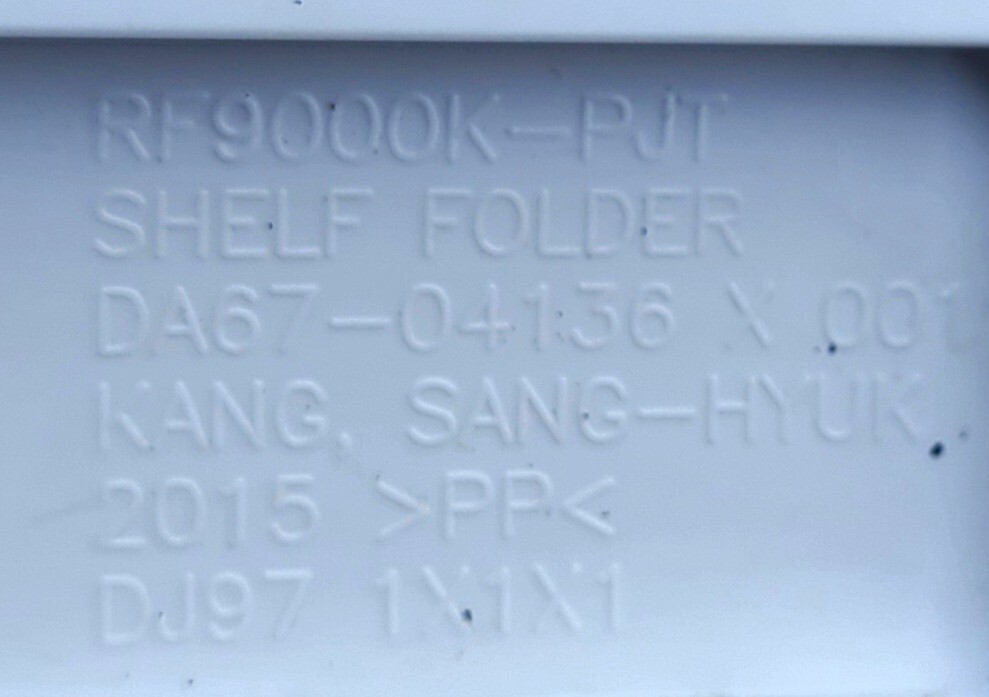 RF9000K-PJT
SHELF FOLDER
DA67-04136 X 001
KANG, SANG-HYUK
2015 >PP<
DJ97 1X1X1